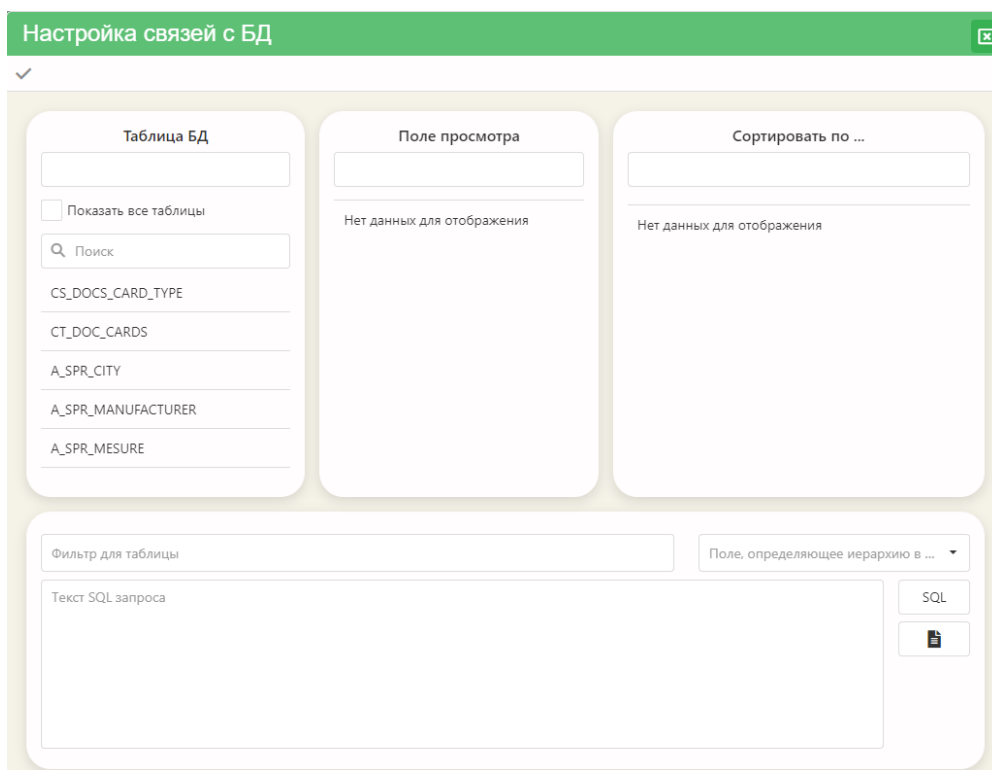 Настройка связей с БД
Таблица БД
Показать все таблицы
Поиск
CS_DOCS_CARD_TYPE
CT_DOC_CARDS
A_SPR_CITY
A_SPR_MANUFACTURER
A_SPR_MESURE
Поле просмотра
Нет данных для отображения
Сортировать по ...
Нет данных для отображения
Фильтр для таблицы
Поле, определяющее иерархию в ...
Текст SQL запроса
SQL